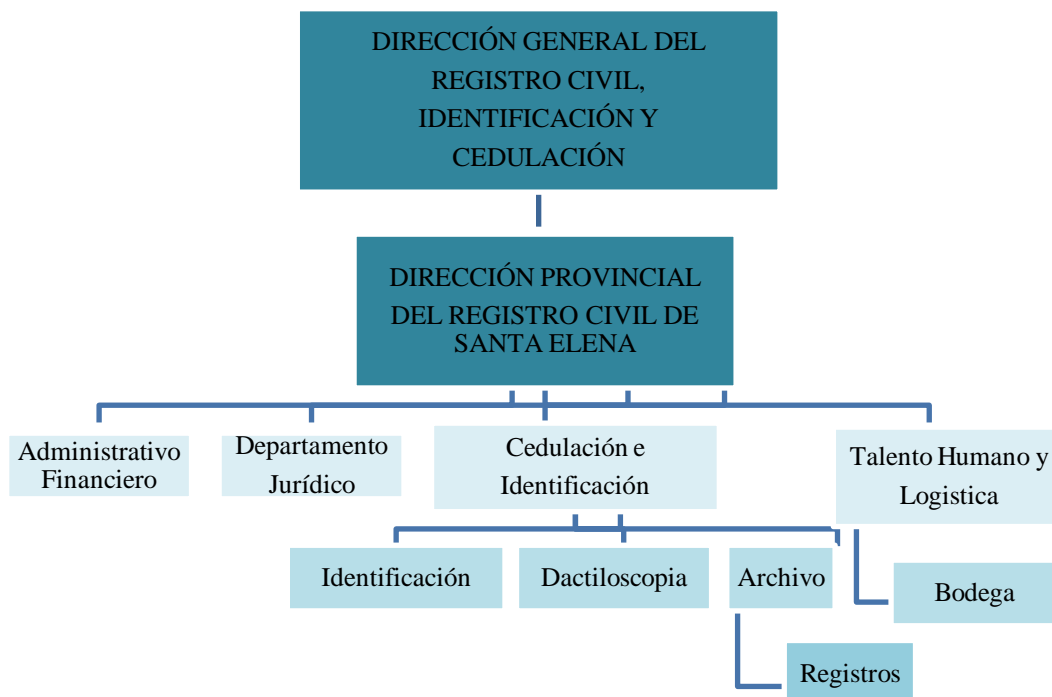 DIRECCIÓN GENERAL DEL
REGISTRO CIVIL,
IDENTIFICACIÓN Y
CEDULACIÓN
DIRECCIÓN PROVINCIAL
DEL REGISTRO CIVIL DE
SANTA ELENA
Administrativo
Financiero
Departamento
Jurídico
Cedulación e
Identificación
Talento Humano y
Logistica
Identificación
Dactiloscopia
Archivo
Bodega
Registros